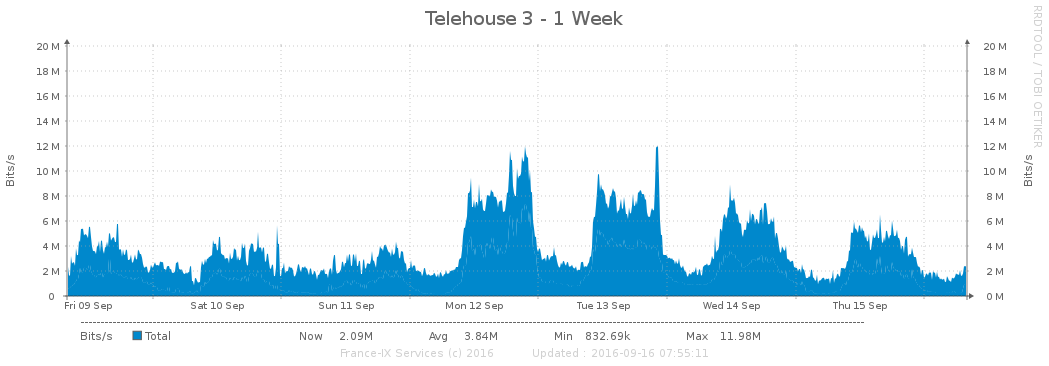 Telehouse 3 - 1 Week
RRDTOOL / TOBI OETIKER
Bits/s
20 M 20 M
18 M 18 M
16 M 16 M
14 M 14 M
12 M 12 M
10 M 10 M
8 M 8 M
6 M 6 M
4 M 4 M
2 M 2 M
0 0 M
Bits/s
Fri 09 Sep Sat 10 Sep Sun 11 Sep Mon 12 Sep Tue 13 Sep Wed 14 Sep Thu 15 Sep
Bits/s Total Now 2.09M Avg 3.84M Min 832.69k Max 11.98M
France-IX Services (c) 2016 Updated : 2016-09-16 07:55:11